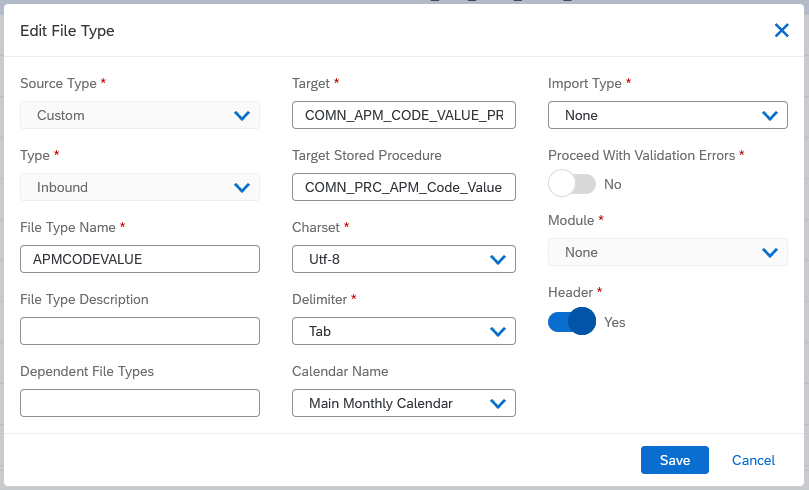 Edit File Type
Source Type *
Custom
Type *
Inbound
File Type Name *
APMCODEVALUE
File Type Description
Dependent File Types
Target *
COMN_APM_CODE_VALUE_PR
Target Stored Procedure
COMN_PRC_APM_Code_Value
Charset *
Utf-8
Delimiter *
Tab
Calendar Name
Main Monthly Calendar
Import Type *
None
Proceed With Validation Errors *
No
Module *
None
Header *
Yes
Save
Cancel